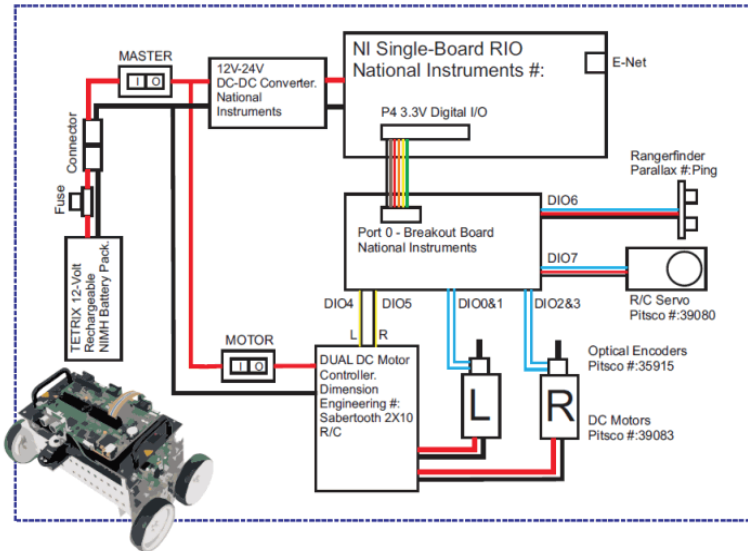 MASTER
I O
12V-24V
DC-DC Converter.
National
Instruments
NI Single-Board RIO
National Instruments #:
E-Net
P4 3.3V Digital I/O
Connector
Fuse
TETRIX 12-Volt
Rechargeable
NIMH Battery Pack.
Port 0 - Breakout Board
National Instruments
DIO6
Rangerfinder
Parallax #:Ping
DIO7
R/C Servo
Pitsco #:39080
DIO4
DIO5
DIO0&1
DIO2&3
L
R
MOTOR
I O
DUAL DC Motor
Controller.
Dimension
Engineering #:
Sabertooth 2X10
R/C
L
R
Optical Encoders
Pitsco #:35915
DC Motors
Pitsco #:39083